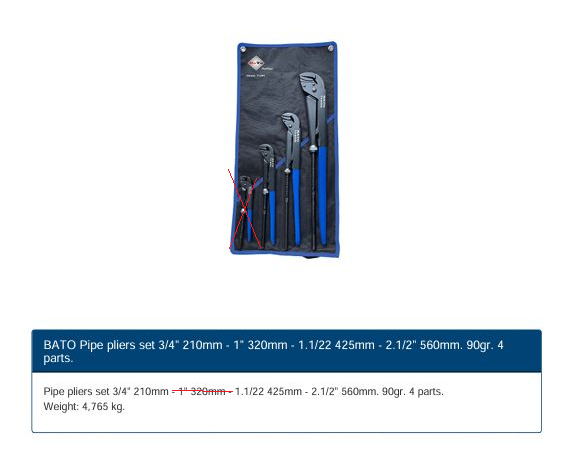 BATO Pipe pliers set 3/4" 210mm - 1" 320mm - 1.1/22 425mm - 2.1/2" 560mm. 90gr. 4
parts.
Pipe pliers set 3/4" 210mm - 1" 320mm - 1.1/22 425mm - 2.1/2" 560mm. 90gr. 4 parts.
Weight: 4,765 kg.